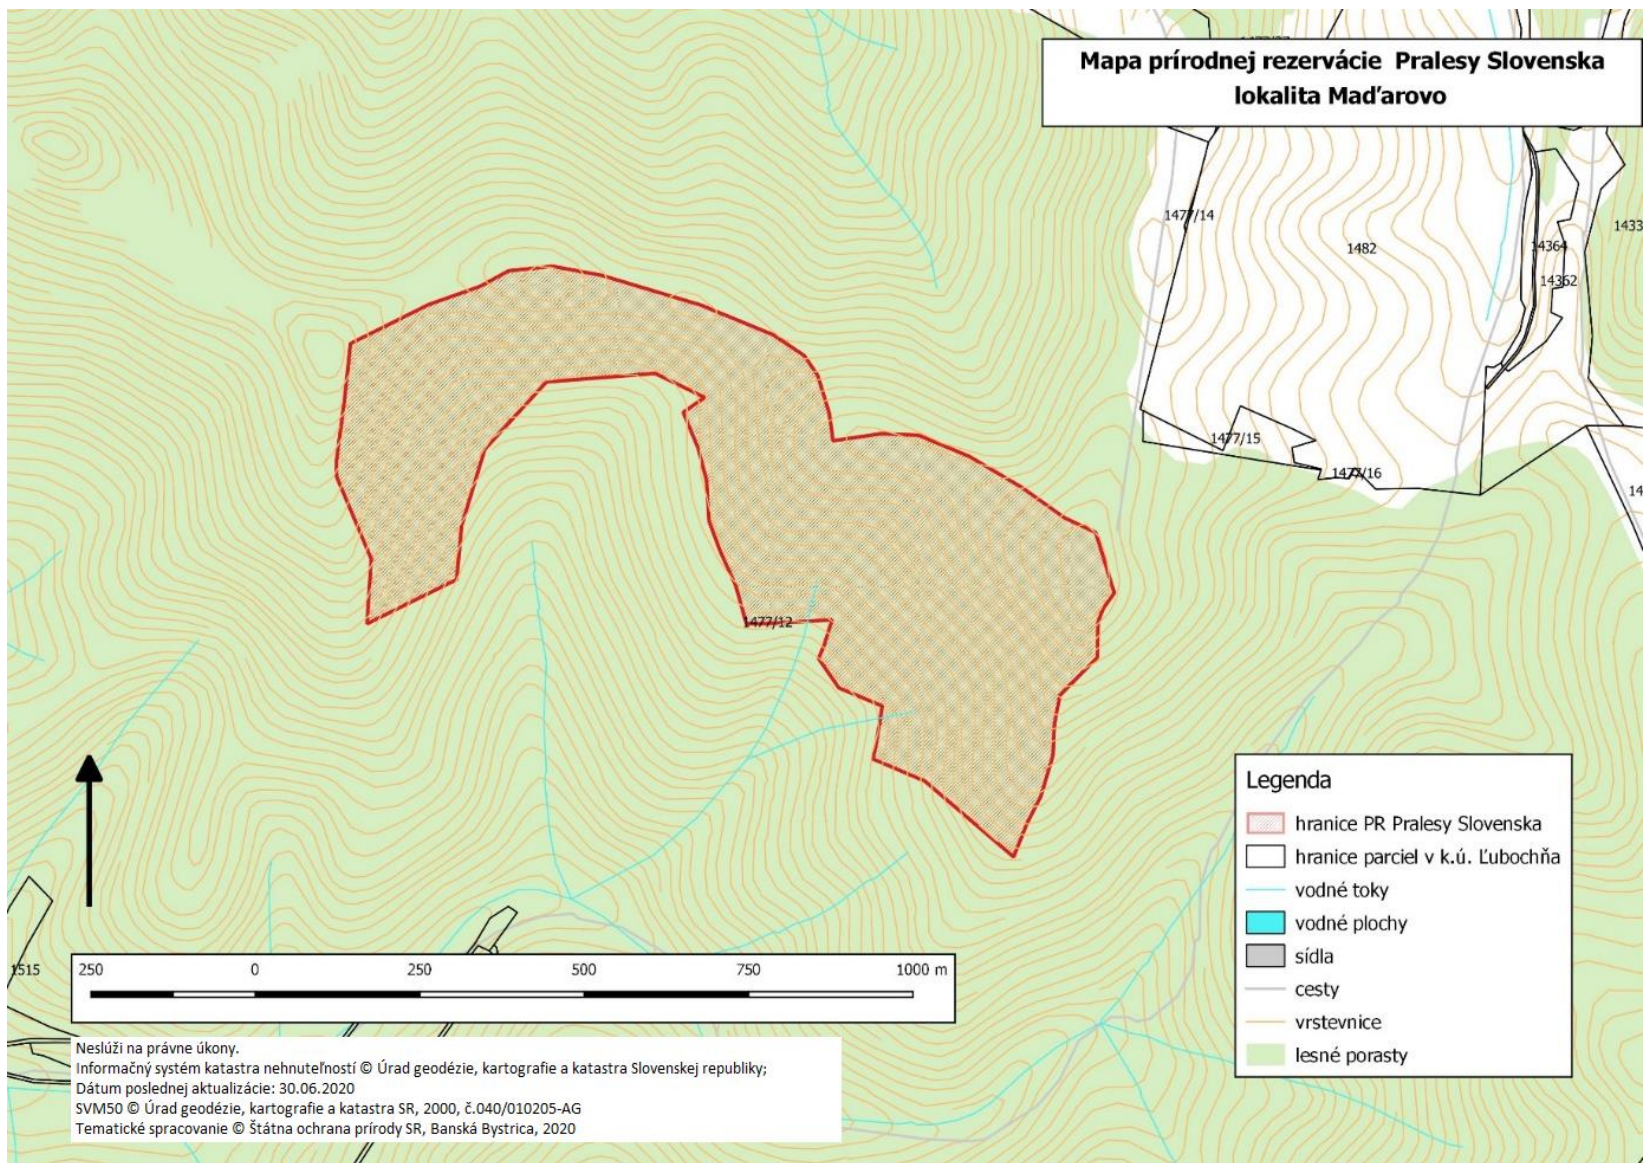 Mapa prírodnej rezervácie Pralesy Slovenska
lokalita Maďarovo
1477/14
1482
14364
1433
14362
1477/15
1477/16
14
1477/12
1515
Legenda
hranice PR Pralesy Slovenska
hranice parciel v k.ú. Ľubochňa
vodné toky
vodné plochy
sídla
cesty
vrstevnice
lesné porasty
250 0 250 500 750 1000 m
Neslúži na právne úkony.
Informačný systém katastra nehnuteľností © Úrad geodézie, kartografie a katastra Slovenskej republiky;
Dátum poslednej aktualizácie: 30.06.2020
SVM50 © Úrad geodézie, kartografie a katastra SR, 2000, č.040/010205-AG
Tematické spracovanie © Štátna ochrana prírody SR, Banská Bystrica, 2020